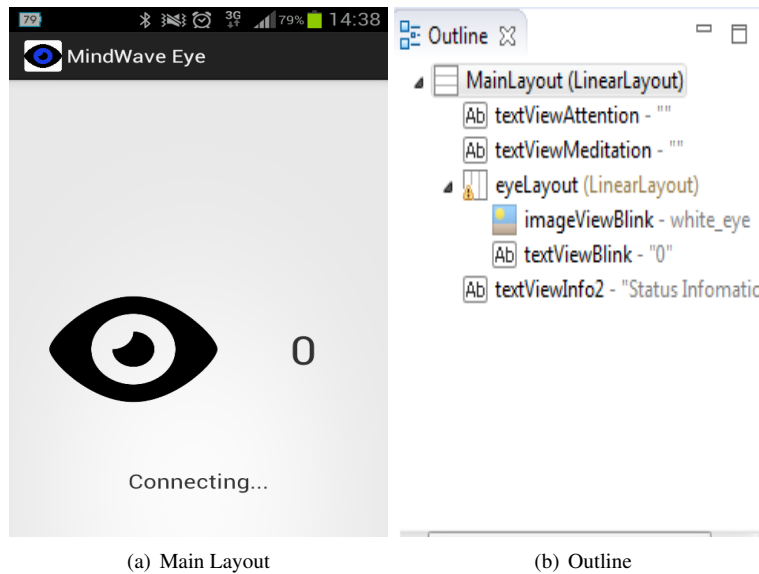 79 3G 79% 14:38
MindWave Eye
0
Connecting...
(a) Main Layout
Outline
MainLayout (LinearLayout)
Ab textViewAttention - ""
Ab textViewMeditation - ""
eyeLayout (LinearLayout)
imageViewBlink - white_eye
Ab textViewBlink - "0"
Ab textViewInfo2 - "Status Infomatic
(b) Outline